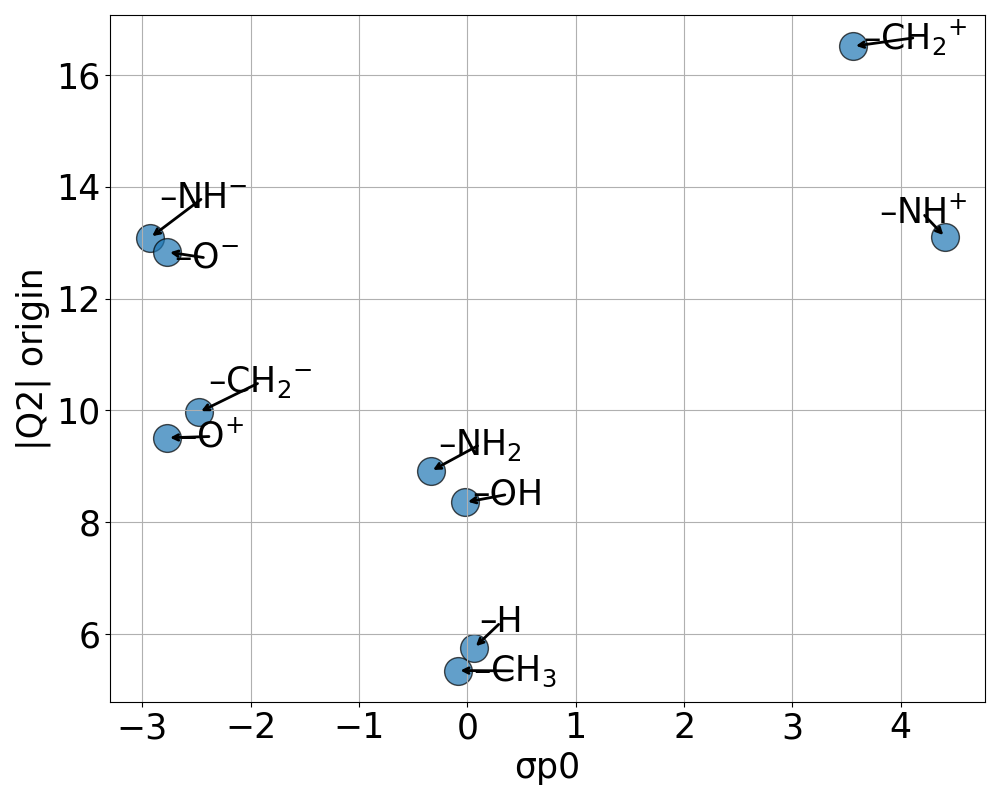 –CH₂⁺
16
14
–NH⁻
–NH⁺
–O⁻
12
|Q2| origin
–CH₂⁻
10
–O⁺
–NH₂
–OH
8
–H
6
–CH₃
−3 −2 −1 0 1 2 3 4
σp0